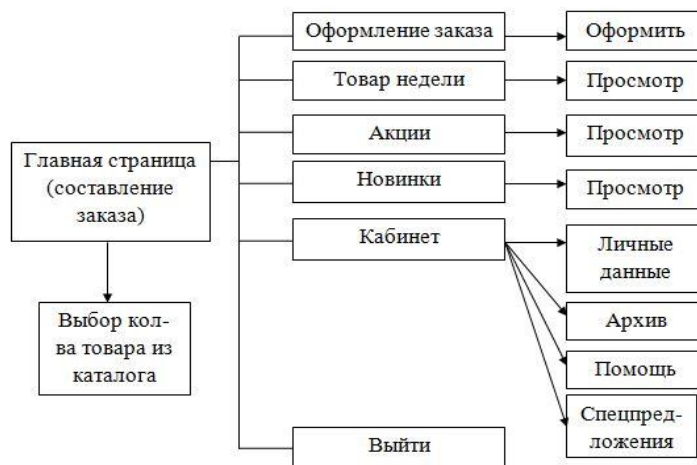 Главная страница
(составление
заказа)
Выбор кол-
ва товара из
каталога
Оформление заказа
Оформить
Товар недели
Просмотр
Акции
Просмотр
Новинки
Просмотр
Кабинет
Личные
данные
Архив
Помощь
Спецпред-
ложения
Выйти